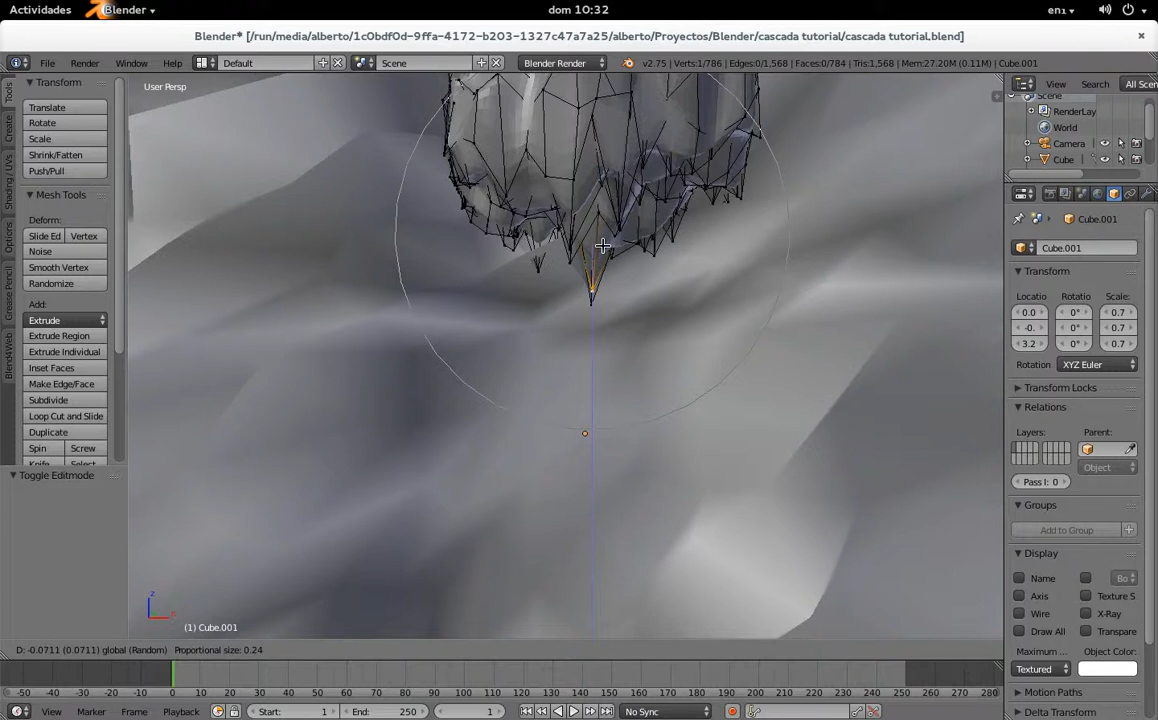 Actividades Blender dom 10:32 en1
Blender* [/run/media/alberto/1c0bdf0d-9ffa-4172-b203-1327c47a7a25/alberto/Proyectos/Blender/cascada tutorial/cascada tutorial.blend]
File Render Window Help Default Scene Blender Render v2.75 | Verts:1/786 | Edges:0/1,568 | Faces:0/784 | Tris:1,568 | Mem:27.20M (0.11M) | Cube.001
Transform
Translate
Rotate
Scale
Shrink/Fatten
Push/Pull
Mesh Tools
Deform:
Slide Ed Vertex
Noise
Smooth Vertex
Randomize
Add:
Extrude
Extrude Region
Extrude Individual
Inset Faces
Make Edge/Face
Subdivide
Loop Cut and Slide
Duplicate
Spin Screw
Knife Select
Toggle Editmode
Tools
Create
Shading / UVs
Options
Grease Pencil
Blend4Web
User Persp
z
x
(1) Cube.001
D: -0.0711 (0.0711) global (Random) Proportional size: 0.24
View Search All Scen
Scene
RenderLay
World
Camera
Cube
Cube.001
Cube.001
Transform
Locatio Rotatio Scale:
0.0 0° 0.7
-0. 0° 0.7
3.2 0° 0.7
Rotation XYZ Euler
Transform Locks
Relations
Layers: Parent:
Pass I: 0 Object
Groups
Add to Group
Display
Name Bo
Axis Texture S
Wire X-Ray
Draw All Transpare
Maximum ... Object Color:
Textured
Motion Paths
Delta Transform
-50 -40 -30 -20 -10 0 10 20 30 40 50 60 70 80 90 100 110 120 130 140 150 160 170 180 190 200 210 220 230 240 250 260 270 280
View Marker Frame Playback Start: 1 End: 250 1 No Sync